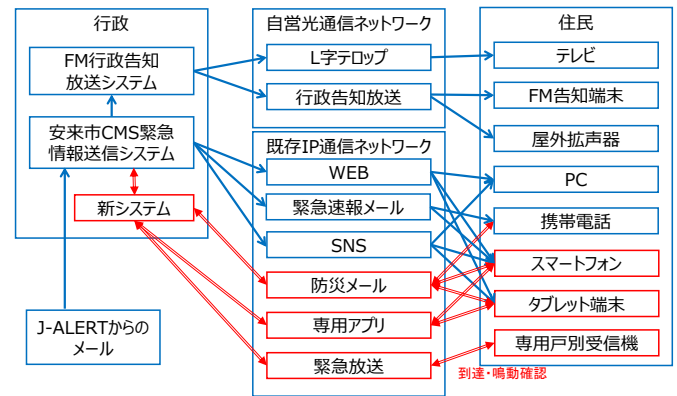 行政
FM行政告知
放送システム
安来市CMS緊急
情報送信システム
新システム
J-ALERTからの
メール
自営光通信ネットワーク
L字テロップ
行政告知放送
既存IP通信ネットワーク
WEB
緊急速報メール
SNS
防災メール
専用アプリ
緊急放送
住民
テレビ
FM告知端末
屋外拡声器
PC
携帯電話
スマートフォン
タブレット端末
専用戸別受信機
到達・鳴動確認